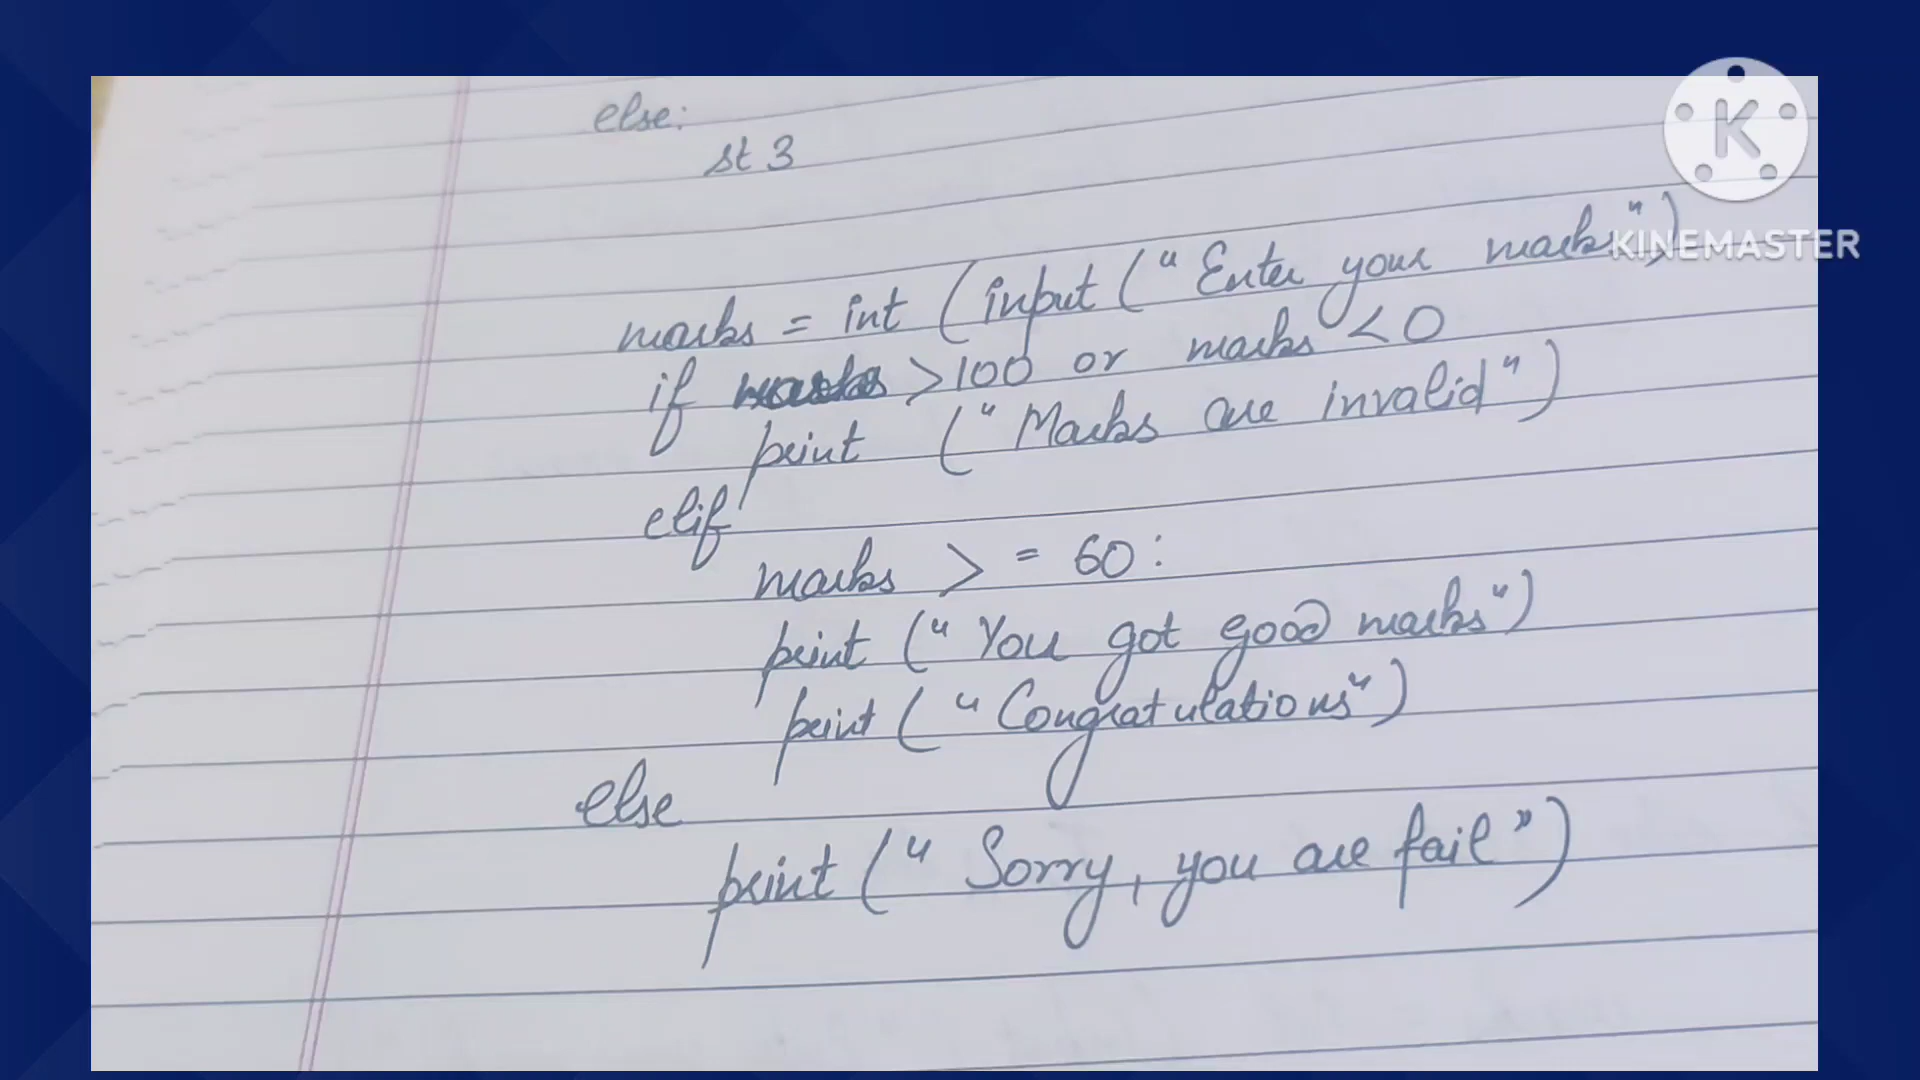 else:
st 3
marks = int (input ("Enter your marks")
if marks >100 or marks <0
print ("Marks are invalid")
elif
marks >= 60:
print ("You got good marks")
print ("Congratulations")
else
print ("Sorry, you are fail")
K
KINEMASTER